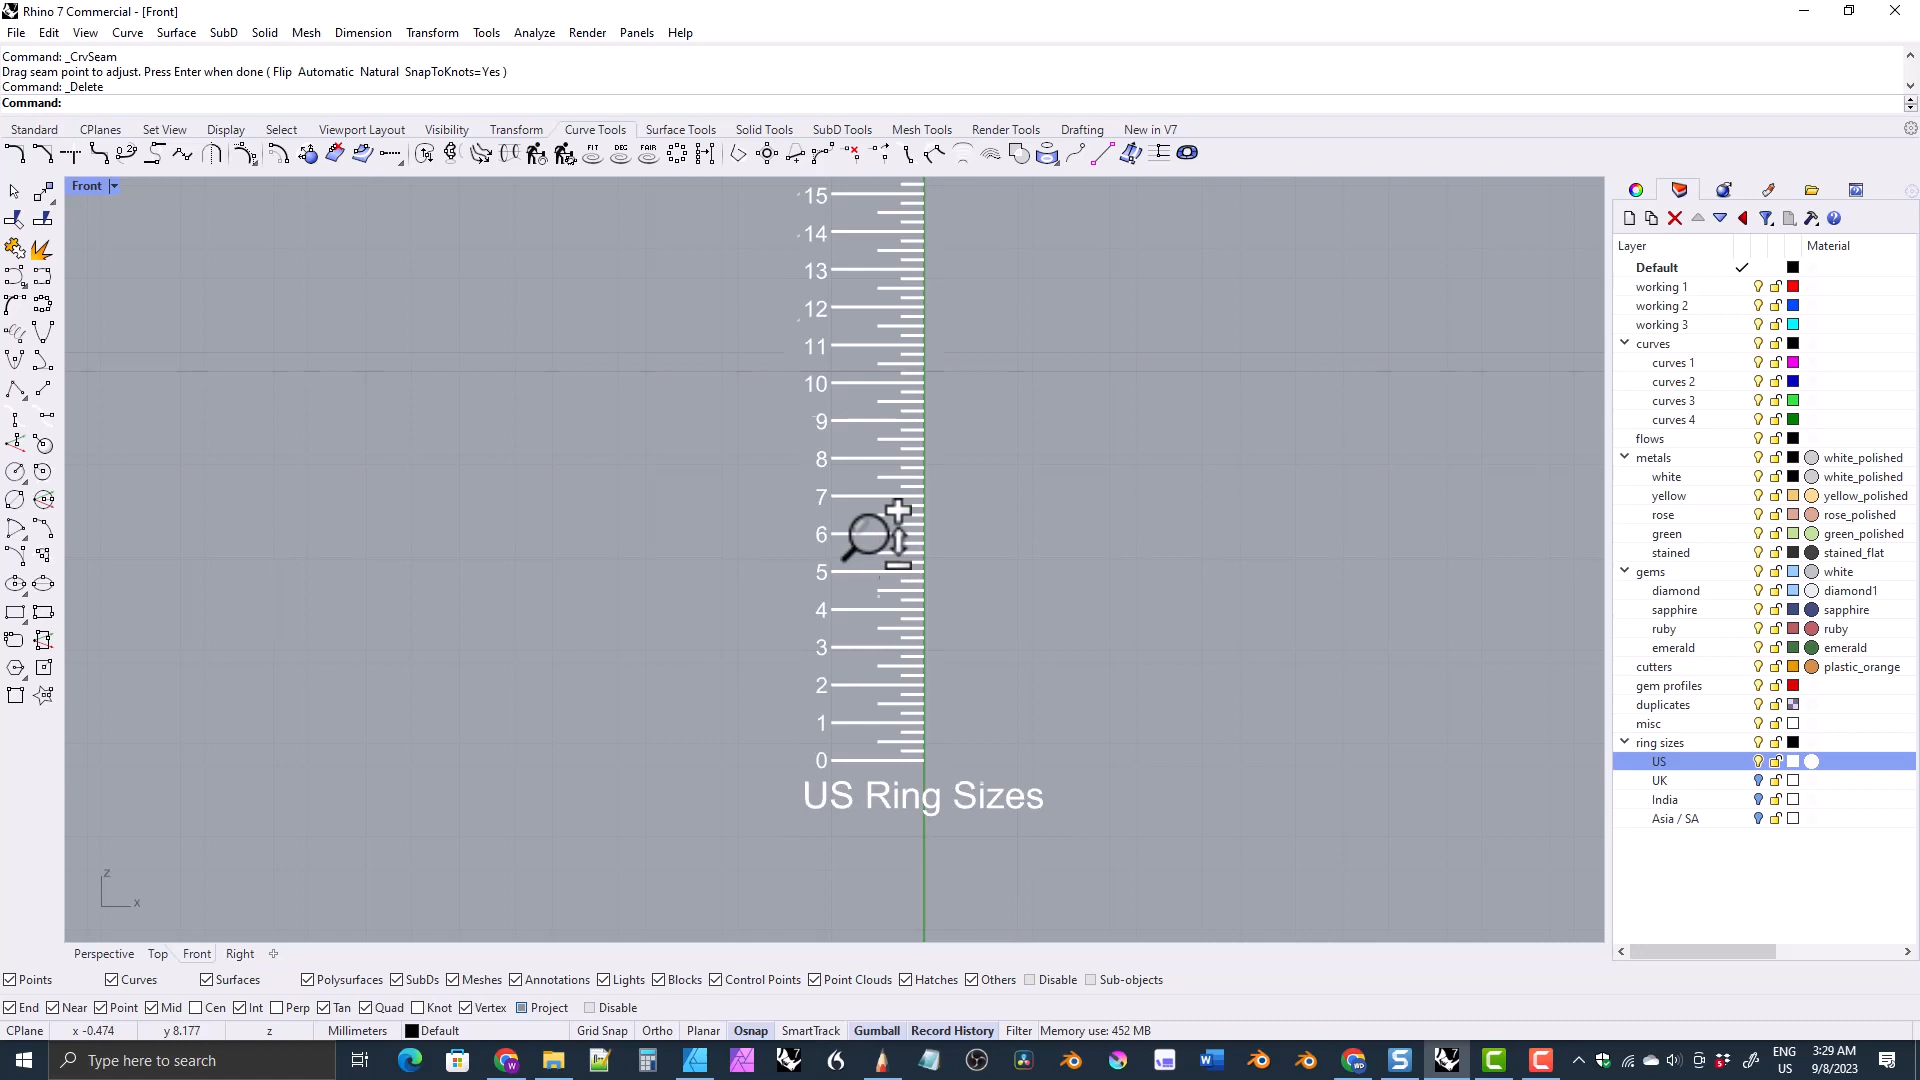 Rhino 7 Commercial - [Front]
File Edit View Curve Surface SubD Solid Mesh Dimension Transform Tools Analyze Render Panels Help
Command: _CrvSeam
Drag seam point to adjust. Press Enter when done ( Flip Automatic Natural SnapToKnots=Yes )
Command: _Delete
Command:
Standard CPlanes Set View Display Select Viewport Layout Visibility Transform Curve Tools Surface Tools Solid Tools SubD Tools Mesh Tools Render Tools Drafting New in V7
FIT DEG FAIR
Front
15
14
13
12
11
10
9
8
7
6
5
4
3
2
1
0
US Ring Sizes
z
x
Layer Material
Default
working 1
working 2
working 3
curves
curves 1
curves 2
curves 3
curves 4
flows
metals white_polished
white white_polished
yellow yellow_polished
rose rose_polished
green green_polished
stained stained_flat
gems white
diamond diamond1
sapphire sapphire
ruby ruby
emerald emerald
cutters plastic_orange
gem profiles
duplicates
misc
ring sizes
US
UK
India
Asia / SA
Perspective Top Front Right
Points Curves Surfaces Polysurfaces SubDs Meshes Annotations Lights Blocks Control Points Point Clouds Hatches Others Disable Sub-objects
End Near Point Mid Cen Int Perp Tan Quad Knot Vertex Project Disable
CPlane x -0.474 y 8.177 z Millimeters Default Grid Snap Ortho Planar Osnap SmartTrack Gumball Record History Filter Memory use: 452 MB
Type here to search
ENG
US
3:29 AM
9/8/2023